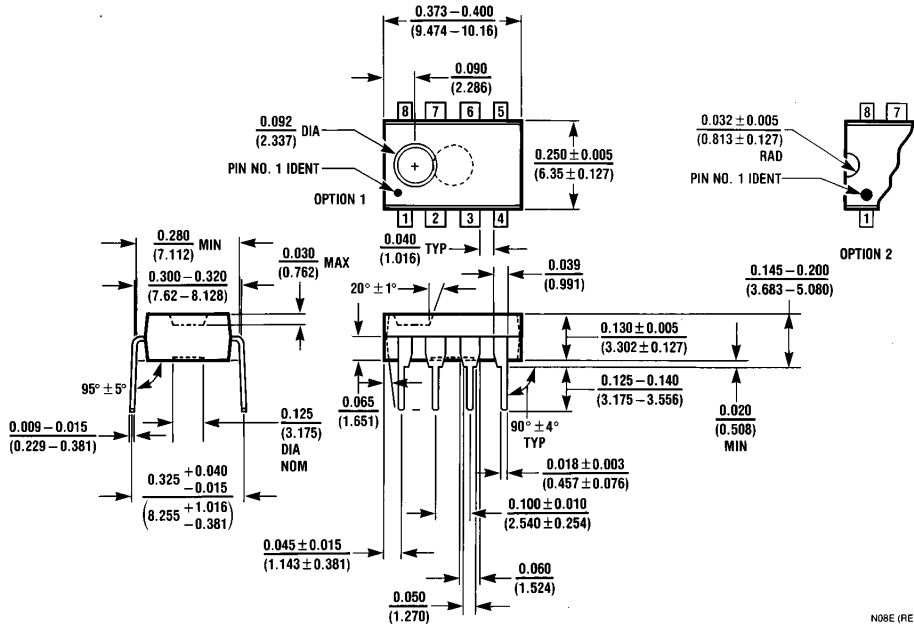 0.373 – 0.400
(9.474 – 10.16)
0.090
(2.286)
8 7 6 5
0.092 DIA
(2.337)
PIN NO. 1 IDENT
OPTION 1
1 2 3 4
0.250 ± 0.005
(6.35 ± 0.127)
0.032 ± 0.005
(0.813 ± 0.127)
RAD
PIN NO. 1 IDENT
8 7
1
OPTION 2
0.280 MIN
(7.112)
0.300 – 0.320
(7.62 – 8.128)
0.030 MAX
(0.762)
0.040 TYP
(1.016)
0.039
(0.991)
20° ± 1°
0.145 – 0.200
(3.683 – 5.080)
0.130 ± 0.005
(3.302 ± 0.127)
0.125 – 0.140
(3.175 – 3.556)
0.020
(0.508)
MIN
95° ± 5°
0.009 – 0.015
(0.229 – 0.381)
0.125
(3.175)
DIA
NOM
0.065
(1.651)
90° ± 4°
TYP
0.018 ± 0.003
(0.457 ± 0.076)
0.325 +0.040
−0.015
(8.255 +1.016
−0.381)
0.100 ± 0.010
(2.540 ± 0.254)
0.045 ± 0.015
(1.143 ± 0.381)
0.060
(1.524)
0.050
(1.270)
N08E (RE